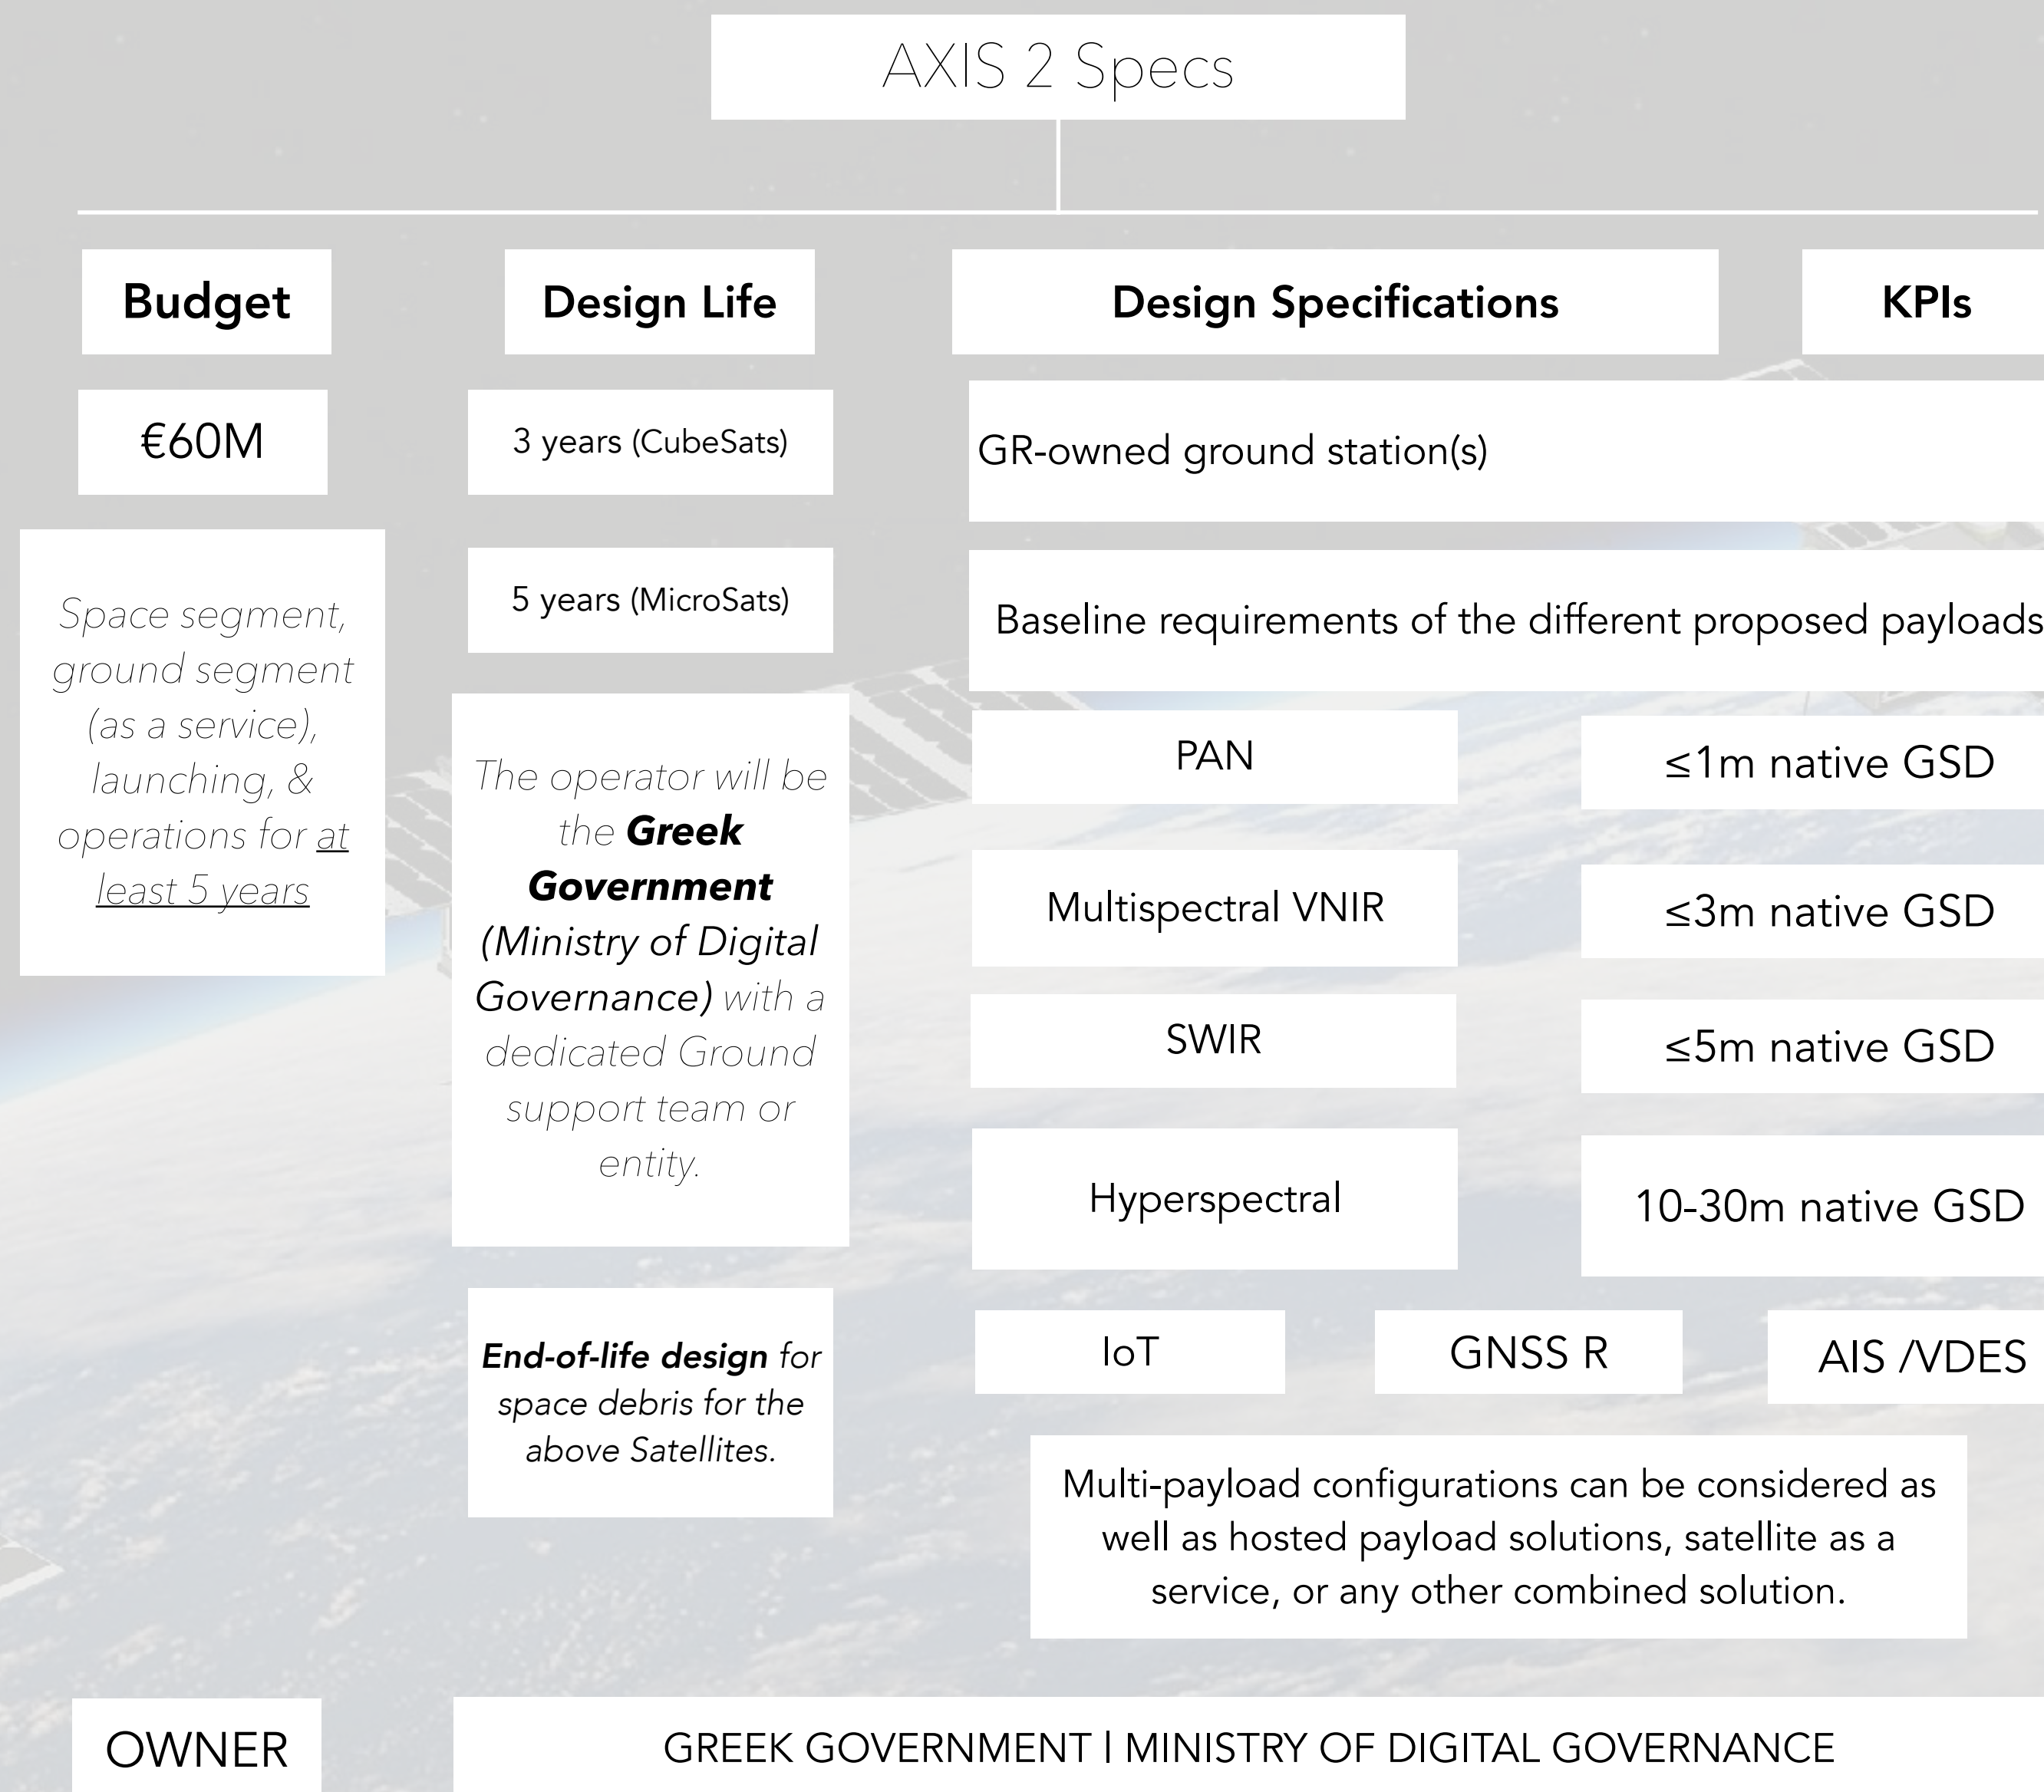 AXIS 2 Specs
Budget
Design Life
Design Specifications
KPIs
€60M
Space segment,
ground segment
(as a service),
launching, &
operations for at
least 5 years
3 years (CubeSats)
5 years (MicroSats)
The operator will be
the Greek
Government
(Ministry of Digital
Governance) with a
dedicated Ground
support team or
entity.
End-of-life design for
space debris for the
above Satellites.
GR-owned ground station(s)
Baseline requirements of the different proposed payloads
PAN
≤1m native GSD
Multispectral VNIR
≤3m native GSD
SWIR
≤5m native GSD
Hyperspectral
10-30m native GSD
IoT
GNSS R
AIS /VDES
Multi-payload configurations can be considered as
well as hosted payload solutions, satellite as a
service, or any other combined solution.
OWNER
GREEK GOVERNMENT | MINISTRY OF DIGITAL GOVERNANCE